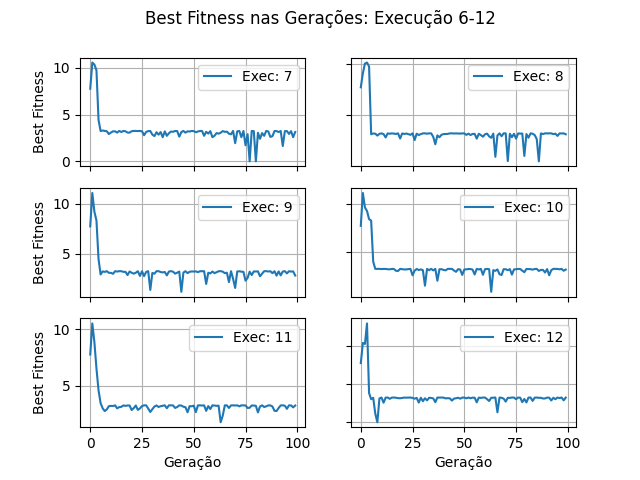 Best Fitness nas Gerações: Execução 6-12
10
5
0
Best Fitness
Exec: 7
Exec: 8
5
Best Fitness
Exec: 9
Exec: 10
10
5
Best Fitness
Exec: 11
Exec: 12
0 25 50 75 100
0 25 50 75 100
Geração
Geração